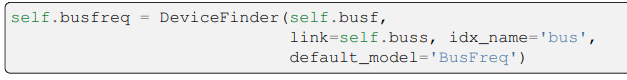 self.busfreq = DeviceFinder(self.busf,
link=self.buss, idx_name='bus',
default_model='BusFreq')